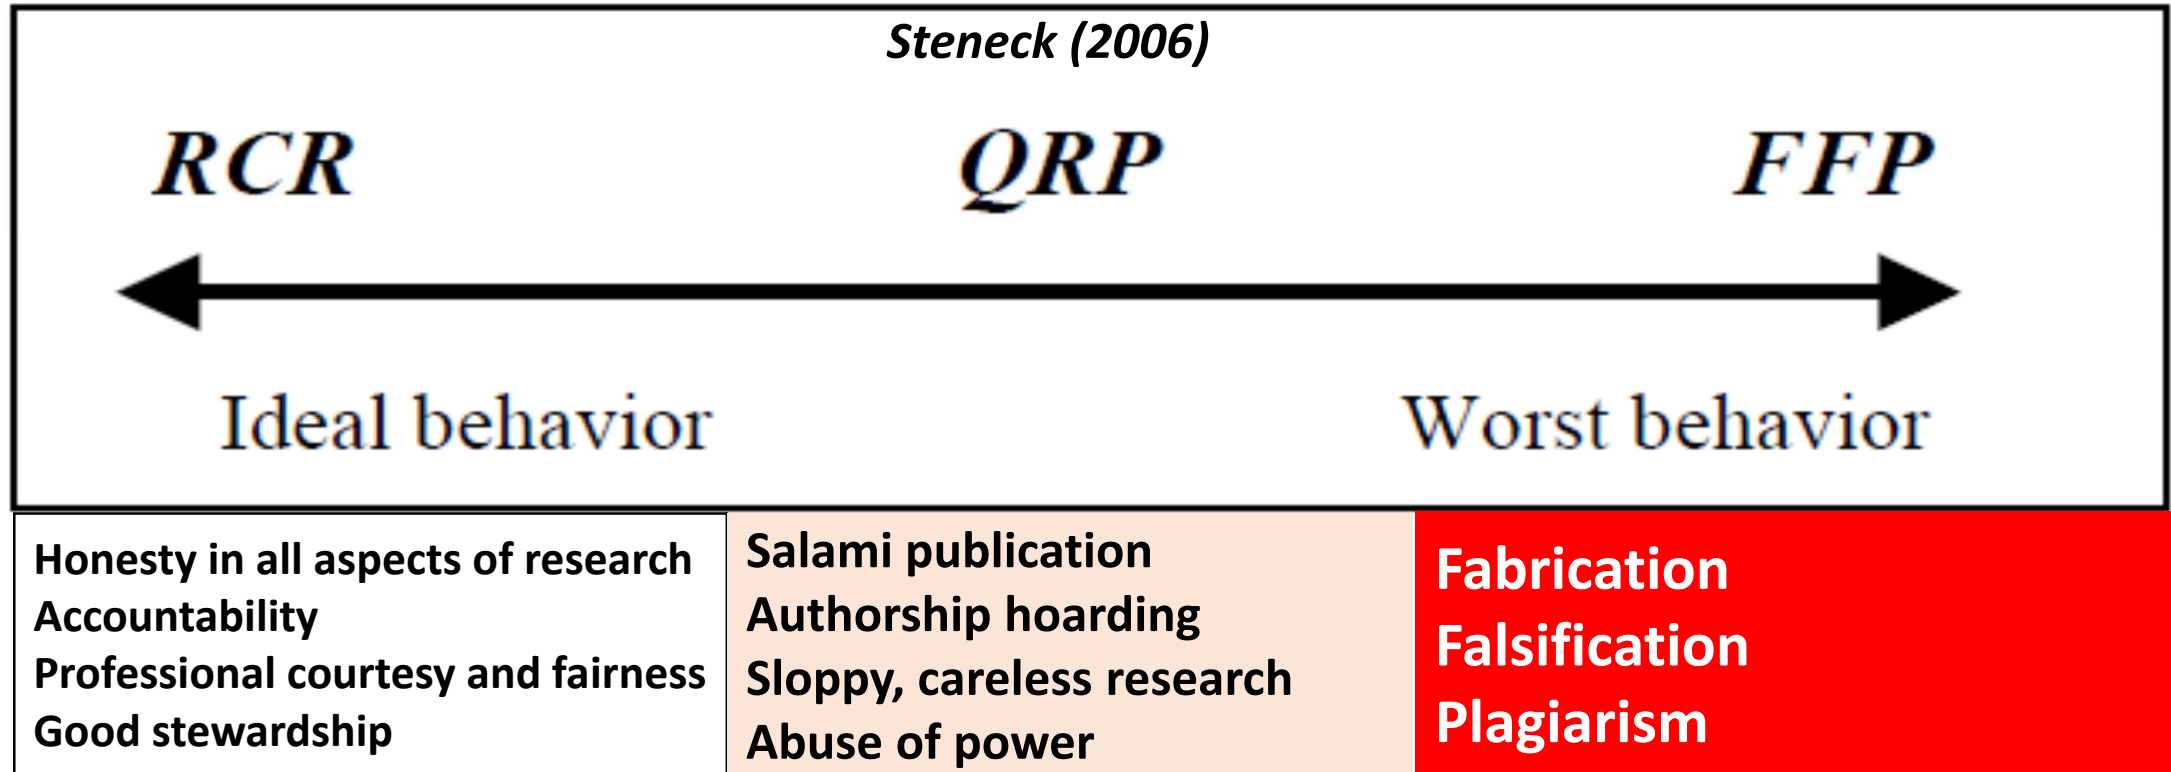 Steneck (2006)
RCR QRP FFP
Ideal behavior Worst behavior
Honesty in all aspects of research
Accountability
Professional courtesy and fairness
Good stewardship
Salami publication
Authorship hoarding
Sloppy, careless research
Abuse of power
Fabrication
Falsification
Plagiarism